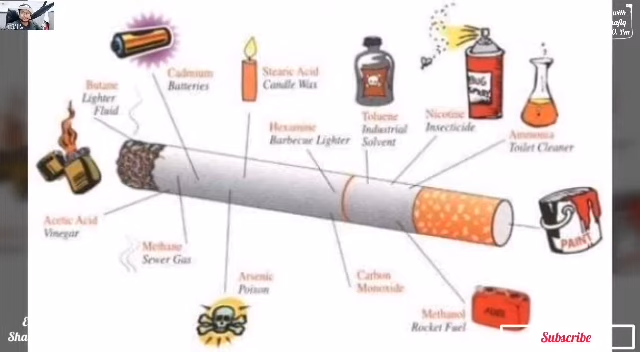 Cadmium
Batteries
Stearic Acid
Candle Wax
Butane
Lighter
Fluid
Toluene
Industrial
Solvent
Nicotine
Insecticide
BUG
SPRAY
Hexamine
Barbecue Lighter
Ammonia
Toilet Cleaner
Acetic Acid
Vinegar
PAINT
Methane
Sewer Gas
Arsenic
Poison
Carbon
Monoxide
Methanol
Rocket Fuel
Subscribe